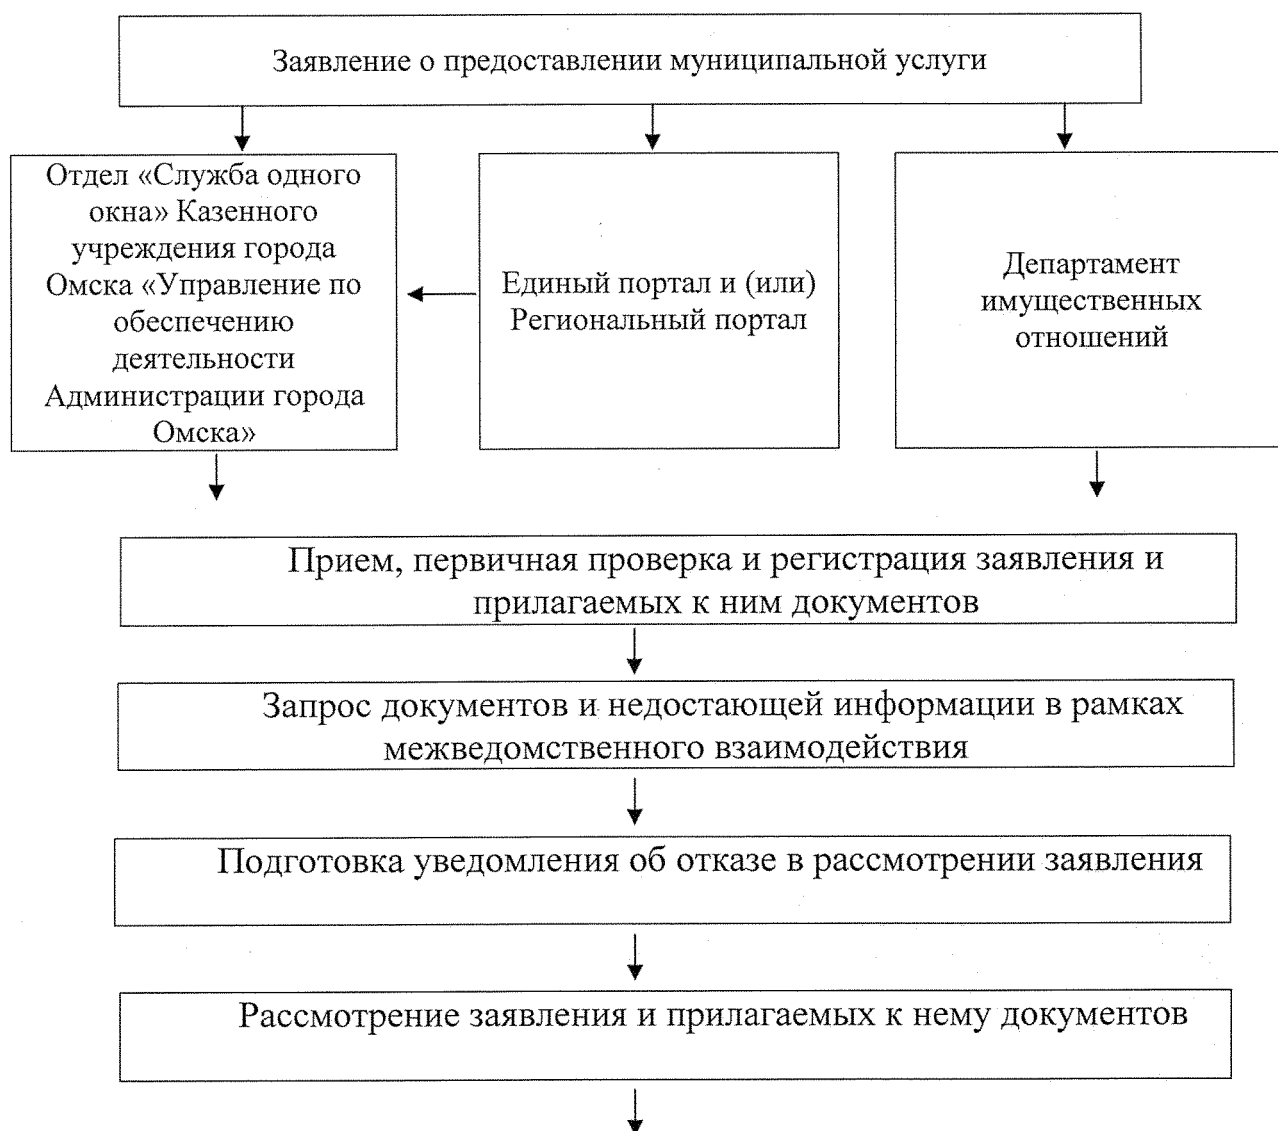 Заявление о предоставлении муниципальной услуги
Отдел «Служба одного
окна» Казенного
учреждения города
Омска «Управление по
обеспечению
деятельности
Администрации города
Омска»
Единый портал и (или)
Региональный портал
Департамент
имущественных
отношений
Прием, первичная проверка и регистрация заявления и
прилагаемых к ним документов
Запрос документов и недостающей информации в рамках
межведомственного взаимодействия
Подготовка уведомления об отказе в рассмотрении заявления
Рассмотрение заявления и прилагаемых к нему документов